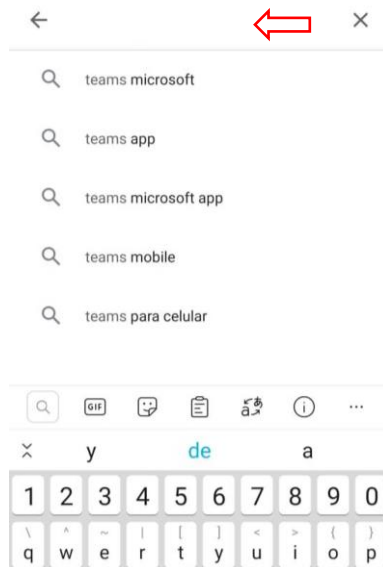 teams microsoft
teams app
teams microsoft app
teams mobile
teams para celular
GIF
y de a
1 2 3 4 5 6 7 8 9 0
\ ^ ~ | [ ] < > { }
q w e r t y u i o p